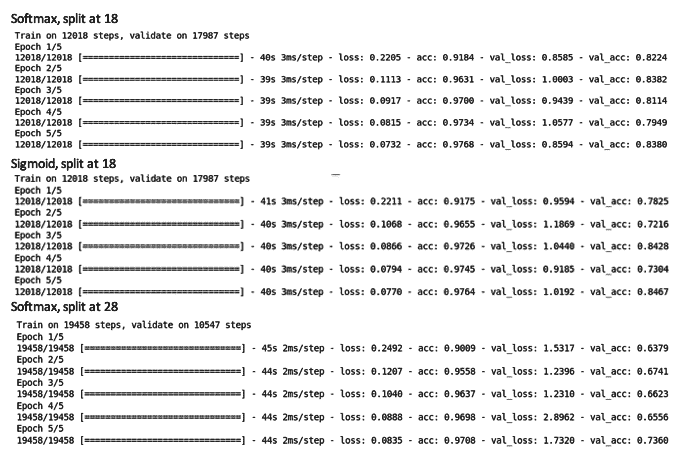 Softmax, split at 18
Train on 12018 steps, validate on 17987 steps
Epoch 1/5
12018/12018 [==============================] - 40s 3ms/step - loss: 0.2205 - acc: 0.9184 - val_loss: 0.8585 - val_acc: 0.8224
Epoch 2/5
12018/12018 [==============================] - 39s 3ms/step - loss: 0.1113 - acc: 0.9631 - val_loss: 1.0003 - val_acc: 0.8382
Epoch 3/5
12018/12018 [==============================] - 39s 3ms/step - loss: 0.0917 - acc: 0.9700 - val_loss: 0.9439 - val_acc: 0.8114
Epoch 4/5
12018/12018 [==============================] - 39s 3ms/step - loss: 0.0815 - acc: 0.9734 - val_loss: 1.0577 - val_acc: 0.7949
Epoch 5/5
12018/12018 [==============================] - 39s 3ms/step - loss: 0.0732 - acc: 0.9768 - val_loss: 0.8594 - val_acc: 0.8380
Sigmoid, split at 18
Train on 12018 steps, validate on 17987 steps
Epoch 1/5
12018/12018 [==============================] - 41s 3ms/step - loss: 0.2211 - acc: 0.9175 - val_loss: 0.9594 - val_acc: 0.7825
Epoch 2/5
12018/12018 [==============================] - 40s 3ms/step - loss: 0.1068 - acc: 0.9655 - val_loss: 1.1869 - val_acc: 0.7216
Epoch 3/5
12018/12018 [==============================] - 40s 3ms/step - loss: 0.0866 - acc: 0.9726 - val_loss: 1.0440 - val_acc: 0.8428
Epoch 4/5
12018/12018 [==============================] - 40s 3ms/step - loss: 0.0794 - acc: 0.9745 - val_loss: 0.9185 - val_acc: 0.7304
Epoch 5/5
12018/12018 [==============================] - 40s 3ms/step - loss: 0.0770 - acc: 0.9764 - val_loss: 1.0192 - val_acc: 0.8467
Softmax, split at 28
Train on 19458 steps, validate on 10547 steps
Epoch 1/5
19458/19458 [==============================] - 45s 2ms/step - loss: 0.2492 - acc: 0.9009 - val_loss: 1.5317 - val_acc: 0.6379
Epoch 2/5
19458/19458 [==============================] - 44s 2ms/step - loss: 0.1207 - acc: 0.9558 - val_loss: 1.2396 - val_acc: 0.6741
Epoch 3/5
19458/19458 [==============================] - 44s 2ms/step - loss: 0.1040 - acc: 0.9637 - val_loss: 1.2310 - val_acc: 0.6623
Epoch 4/5
19458/19458 [==============================] - 44s 2ms/step - loss: 0.0888 - acc: 0.9698 - val_loss: 2.8962 - val_acc: 0.6556
Epoch 5/5
19458/19458 [==============================] - 44s 2ms/step - loss: 0.0835 - acc: 0.9708 - val_loss: 1.7320 - val_acc: 0.7360